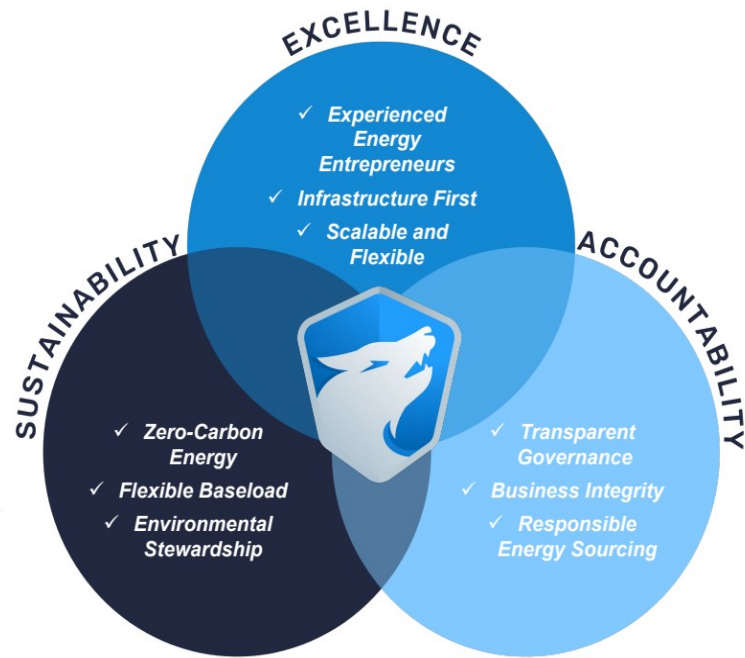 EXCELLENCE
✓ Experienced
Energy
Entrepreneurs
✓ Infrastructure First
✓ Scalable and
Flexible
SUSTAINABILITY
✓ Zero-Carbon
Energy
✓ Flexible Baseload
✓ Environmental
Stewardship
ACCOUNTABILITY
✓ Transparent
Governance
✓ Business Integrity
✓ Responsible
Energy Sourcing